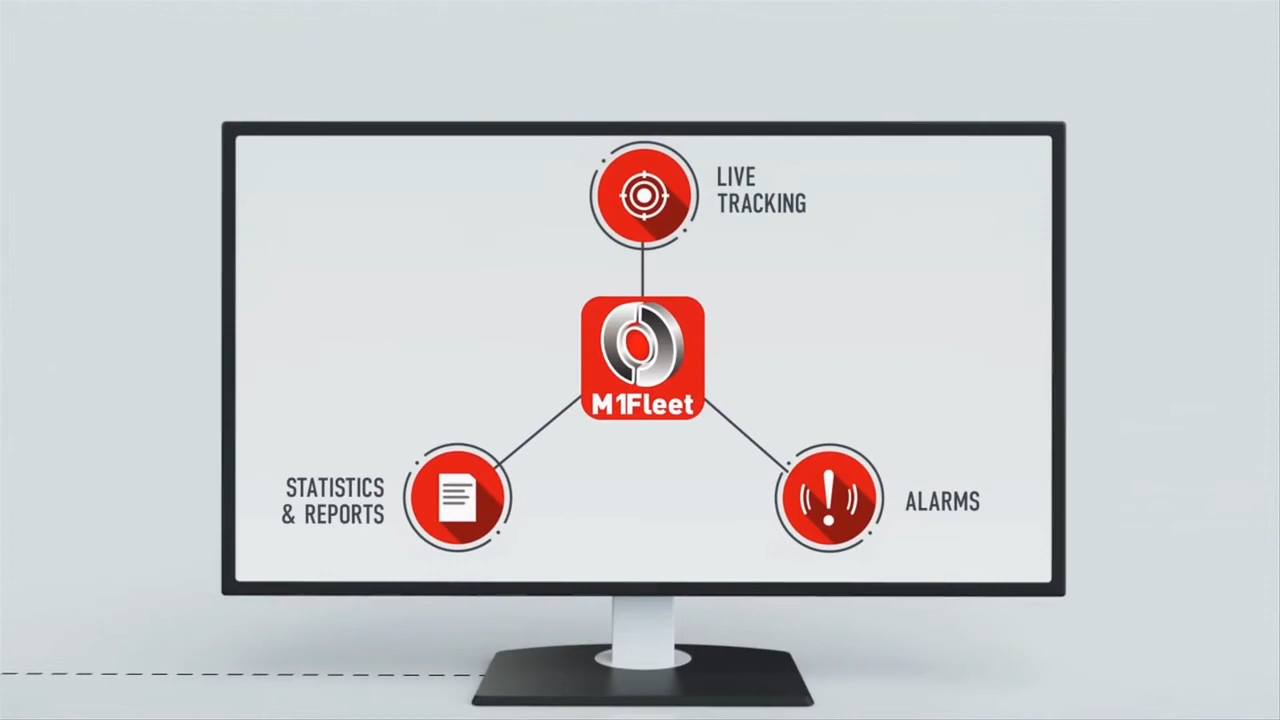 LIVE
TRACKING
M1Fleet
STATISTICS
& REPORTS
ALARMS